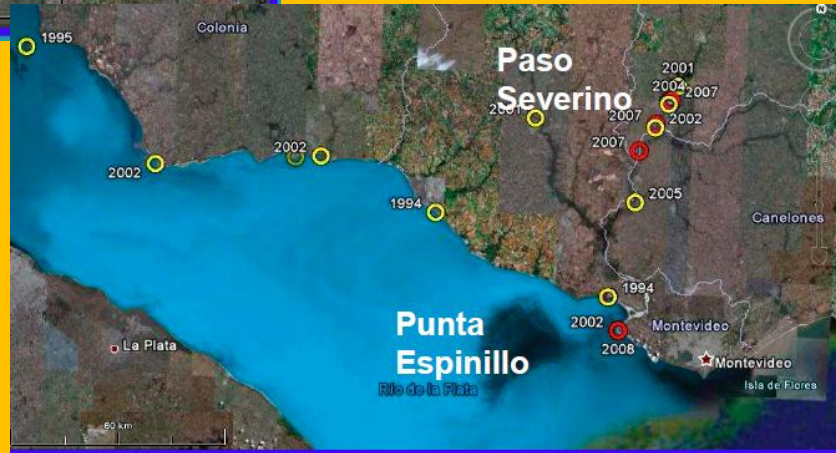 N
1995
Colonia
Paso
Severino
2001
2004
2007
2001
2007
2002
2007
2002
2002
2005
1994
Canelones
1994
Punta
Espinillo
2002
Montevideo
2008
La Plata
Montevideo
Río de la Plata
Isla de Flores
60 km